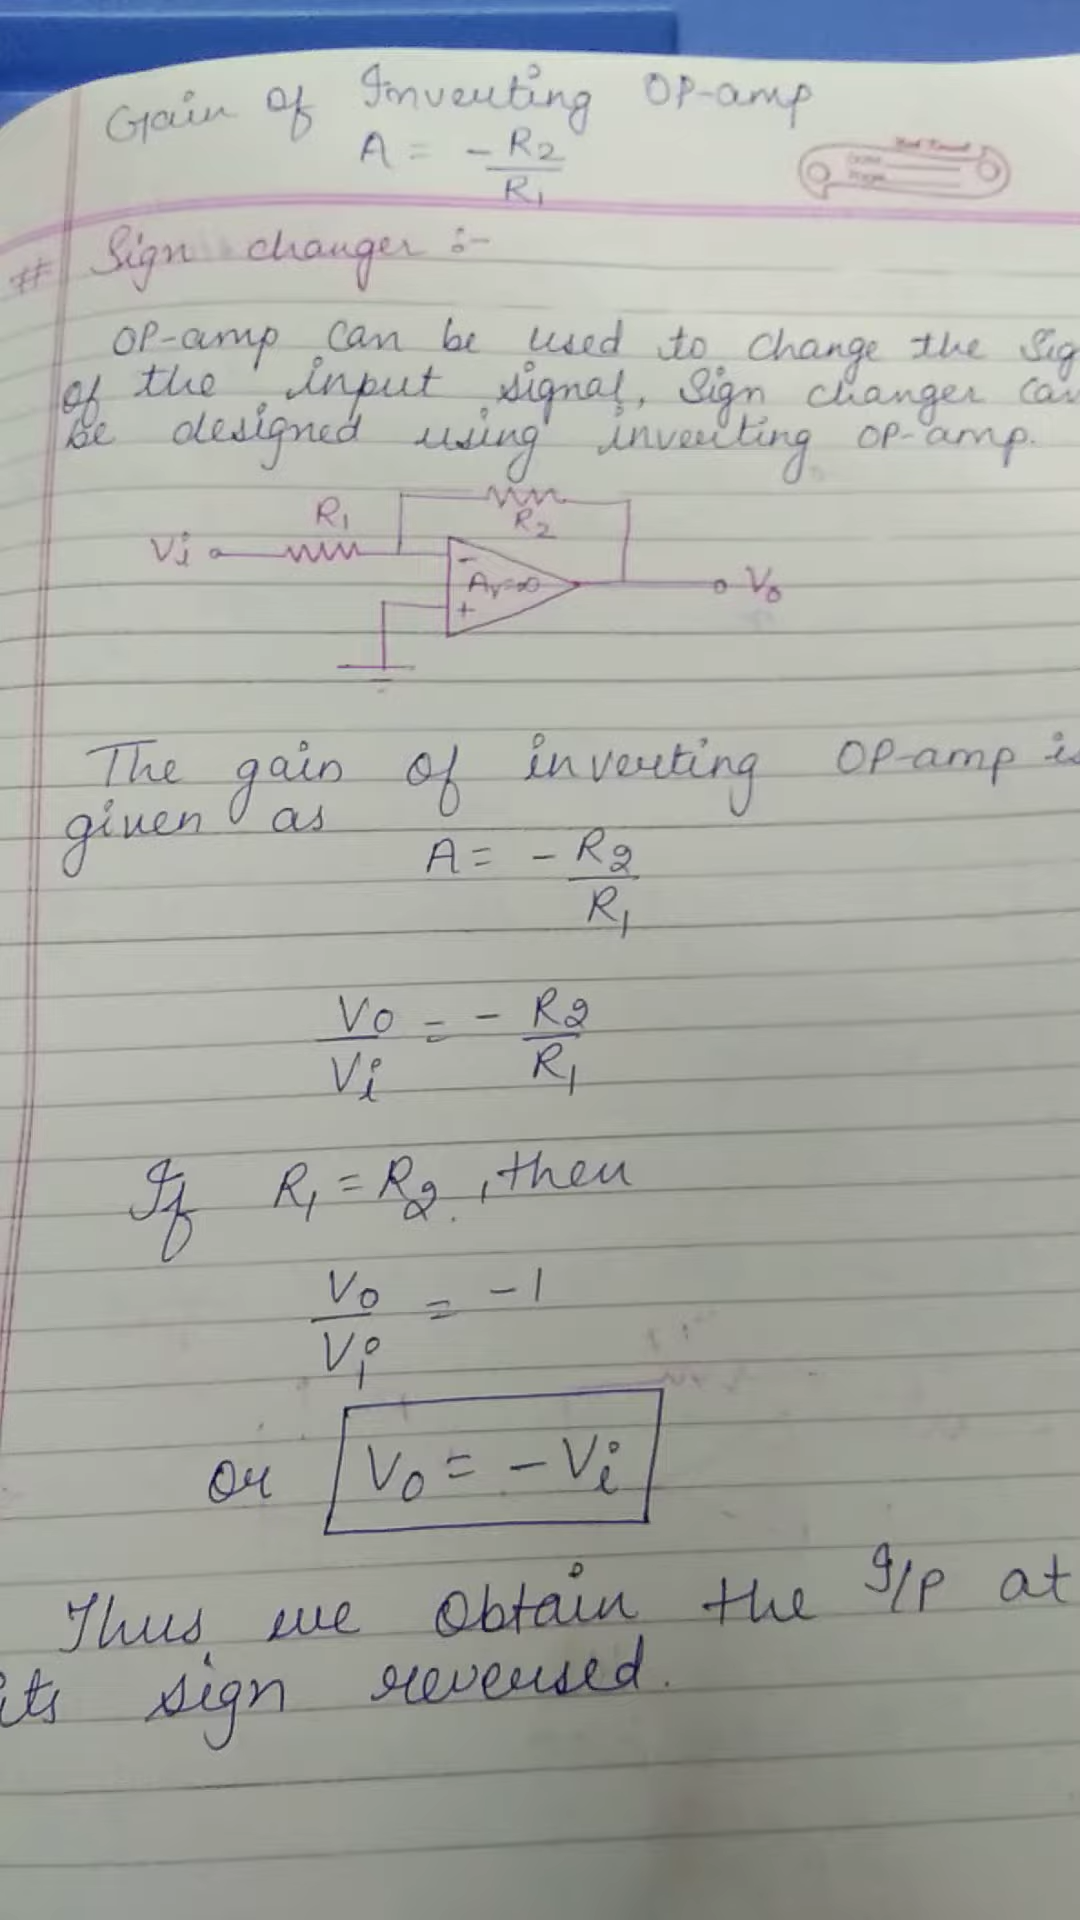 Gain of Inverting OP-amp
A = - R2/R1
# Sign changer :-
OP-amp can be used to change the Sig
of the input signal, Sign changer can
be designed using inverting OP-amp.
R1
R2
Vi
-
Av=∞
+
Vo
The gain of inverting OP-amp is
given as
A = - R2/R1
Vo/Vi = - R2/R1
If R1 = R2, then
Vo/Vi = -1
or Vo = - Vi
Thus we obtain the I/P at
its sign reversed.